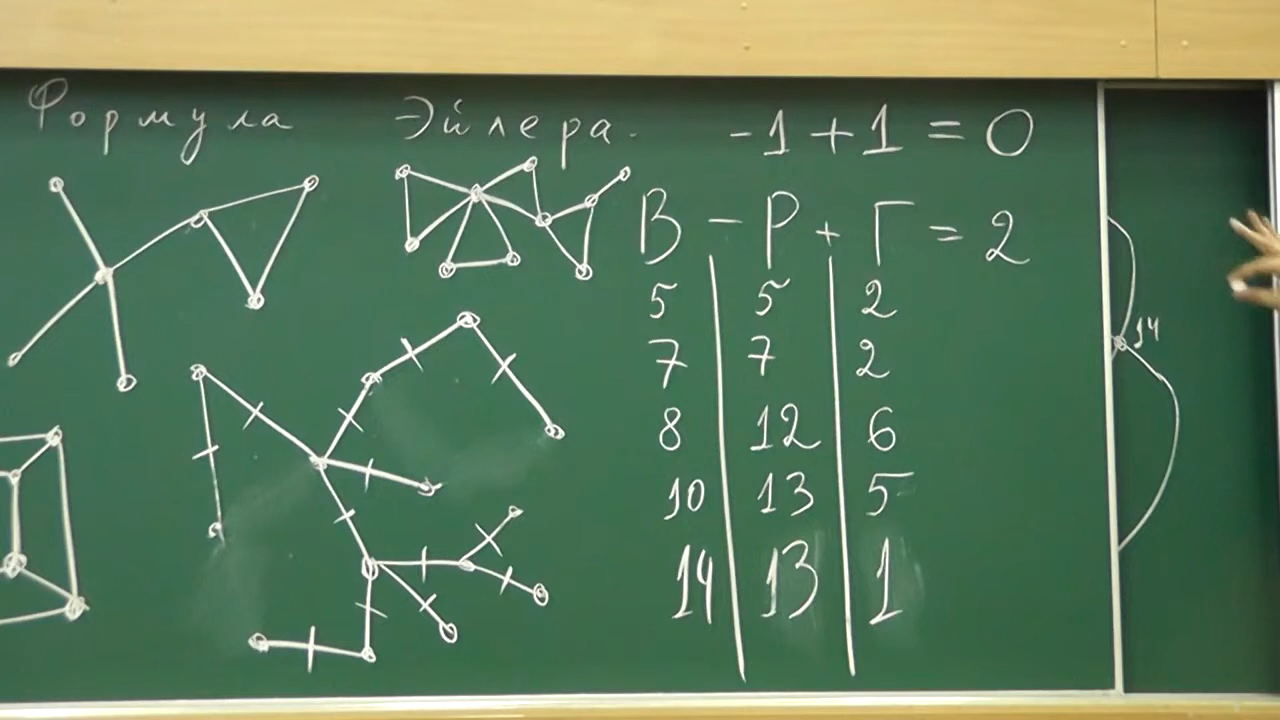 Формула Эйлера. -1+1=0
В - Р + Г = 2
5 5 2
7 7 2
8 12 6
10 13 5
14 13 1
14